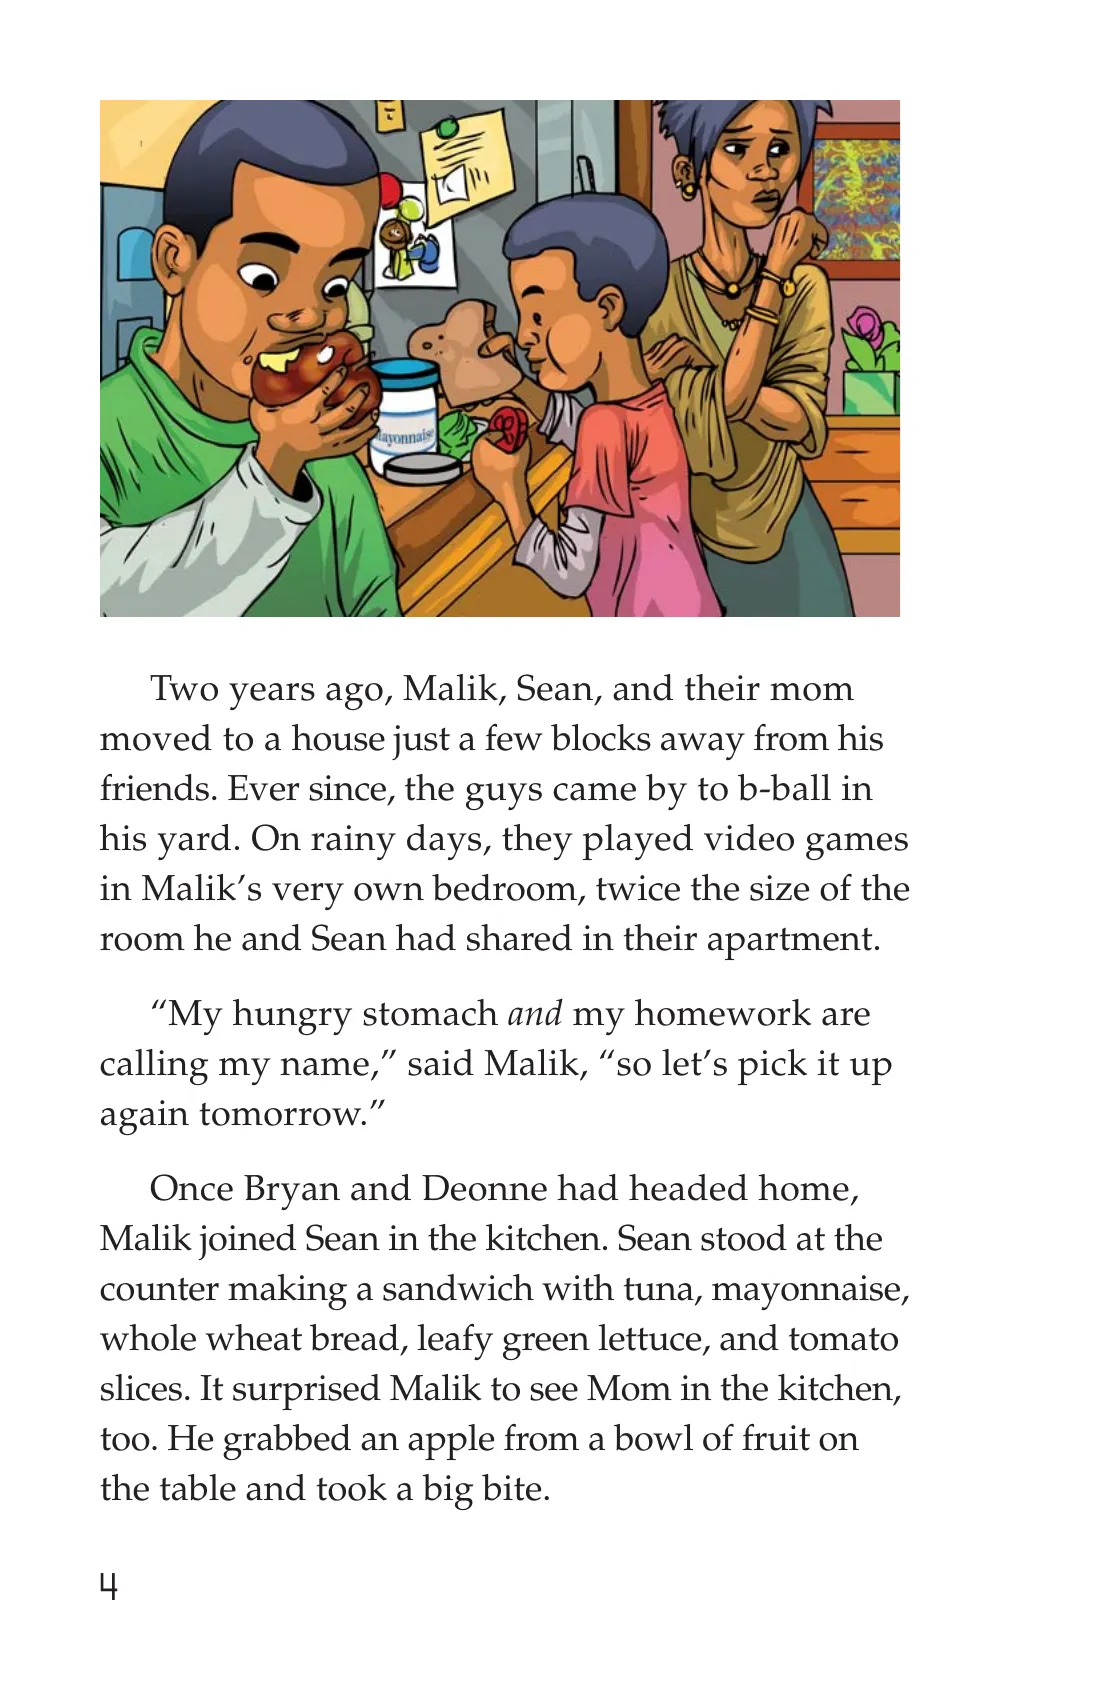 Mayonnaise
Two years ago, Malik, Sean, and their mom
moved to a house just a few blocks away from his
friends. Ever since, the guys came by to b-ball in
his yard. On rainy days, they played video games
in Malik’s very own bedroom, twice the size of the
room he and Sean had shared in their apartment.
“My hungry stomach and my homework are
calling my name,” said Malik, “so let’s pick it up
again tomorrow.”
Once Bryan and Deonne had headed home,
Malik joined Sean in the kitchen. Sean stood at the
counter making a sandwich with tuna, mayonnaise,
whole wheat bread, leafy green lettuce, and tomato
slices. It surprised Malik to see Mom in the kitchen,
too. He grabbed an apple from a bowl of fruit on
the table and took a big bite.
4